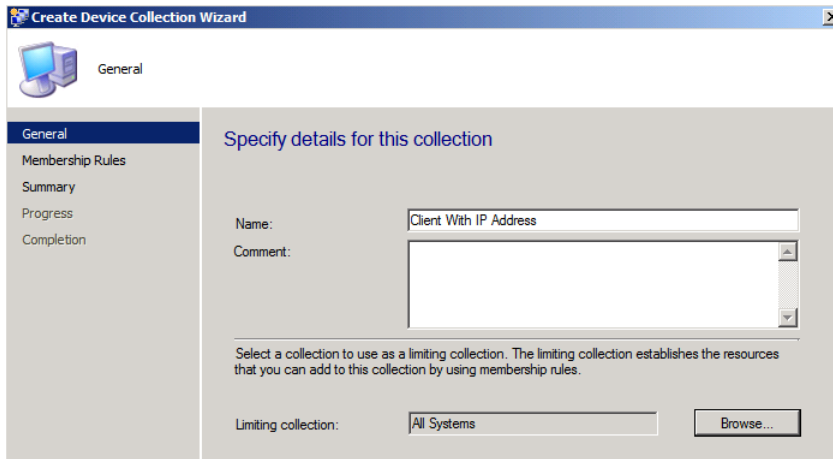 Create Device Collection Wizard
General
General
Membership Rules
Summary
Progress
Completion
Specify details for this collection
Name:
Client With IP Address
Comment:
Select a collection to use as a limiting collection. The limiting collection establishes the resources
that you can add to this collection by using membership rules.
Limiting collection:
All Systems
Browse...